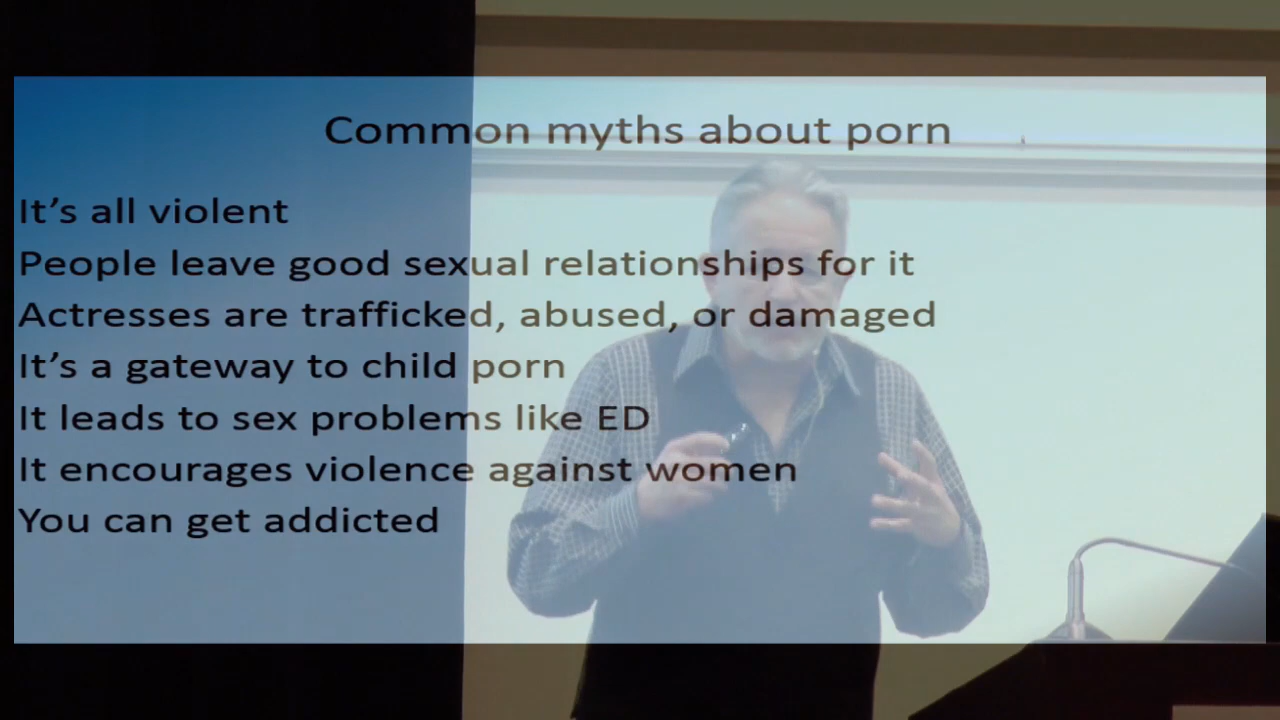 Common myths about porn
It’s all violent
People leave good sexual relationships for it
Actresses are trafficked, abused, or damaged
It’s a gateway to child porn
It leads to sex problems like ED
It encourages violence against women
You can get addicted